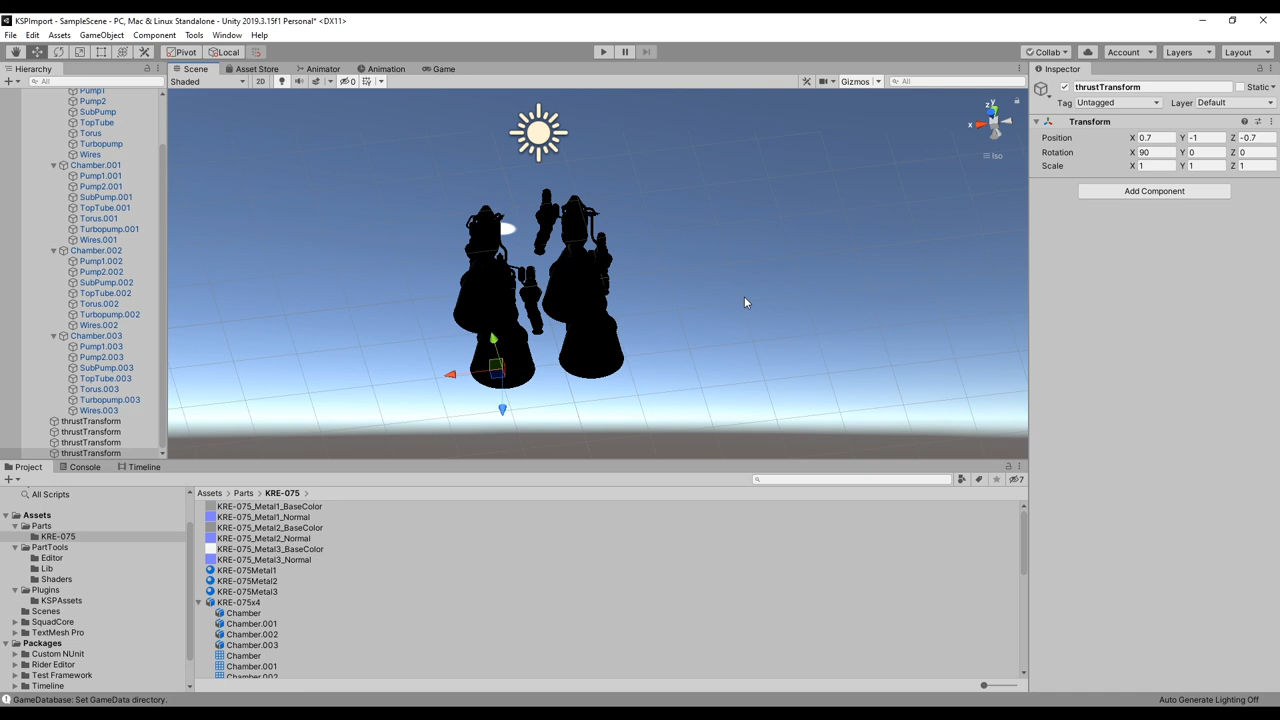 KSPImport - SampleScene - PC, Mac & Linux Standalone - Unity 2019.3.15f1 Personal* <DX11>
File Edit Assets GameObject Component Tools Window Help
Pivot Local Collab Account Layers Layout
Hierarchy Scene Asset Store Animator Animation Game Inspector
All Shaded 2D 0 Gizmos All
thrustTransform Static
Tag Untagged Layer Default
Transform
Position X 0.7 Y -1 Z -0.7
Rotation X 90 Y 0 Z 0
Scale X 1 Y 1 Z 1
Add Component
y
z
x
Iso
Pump1
Pump2
SubPump
TopTube
Torus
Turbopump
Wires
Chamber.001
Pump1.001
Pump2.001
SubPump.001
TopTube.001
Torus.001
Turbopump.001
Wires.001
Chamber.002
Pump1.002
Pump2.002
SubPump.002
TopTube.002
Torus.002
Turbopump.002
Wires.002
Chamber.003
Pump1.003
Pump2.003
SubPump.003
TopTube.003
Torus.003
Turbopump.003
Wires.003
thrustTransform
thrustTransform
thrustTransform
thrustTransform
Project Console Timeline
7
All Scripts
Assets
Parts
KRE-075
PartTools
Editor
Lib
Shaders
Plugins
KSPAssets
Scenes
SquadCore
TextMesh Pro
Packages
Custom NUnit
Rider Editor
Test Framework
Timeline
Assets > Parts > KRE-075 >
KRE-075_Metal1_BaseColor
KRE-075_Metal1_Normal
KRE-075_Metal2_BaseColor
KRE-075_Metal2_Normal
KRE-075_Metal3_BaseColor
KRE-075_Metal3_Normal
KRE-075Metal1
KRE-075Metal2
KRE-075Metal3
KRE-075x4
Chamber
Chamber.001
Chamber.002
Chamber.003
Chamber
Chamber.001
Chamber.002
GameDatabase: Set GameData directory. Auto Generate Lighting Off